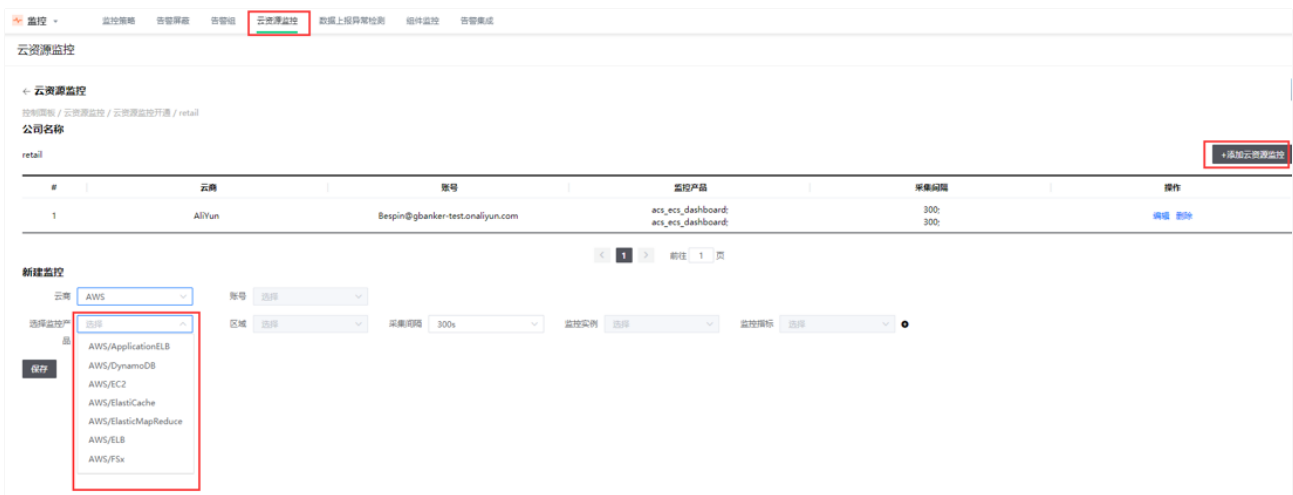 监控 监控策略 告警屏蔽 告警组 云资源监控 数据上报异常检测 组件监控 告警集成
云资源监控
← 云资源监控
控制面板 / 云资源监控 / 云资源监控开通 / retail
公司名称
retail
+添加云资源监控
# 云商 账号 监控产品 采集间隔 操作
1 AliYun Bespin@gbanker-test.onaliyun.com acs_ecs_dashboard; 300; 编辑 删除
acs_ecs_dashboard; 300;
< 1 > 前往 1 页
新建监控
云商 AWS 账号 选择
选择监控产品 选择 区域 选择 采集间隔 300s 监控实例 选择 监控指标 选择
AWS/ApplicationELB
AWS/DynamoDB
保存
AWS/EC2
AWS/ElastiCache
AWS/ElasticMapReduce
AWS/ELB
AWS/FSx